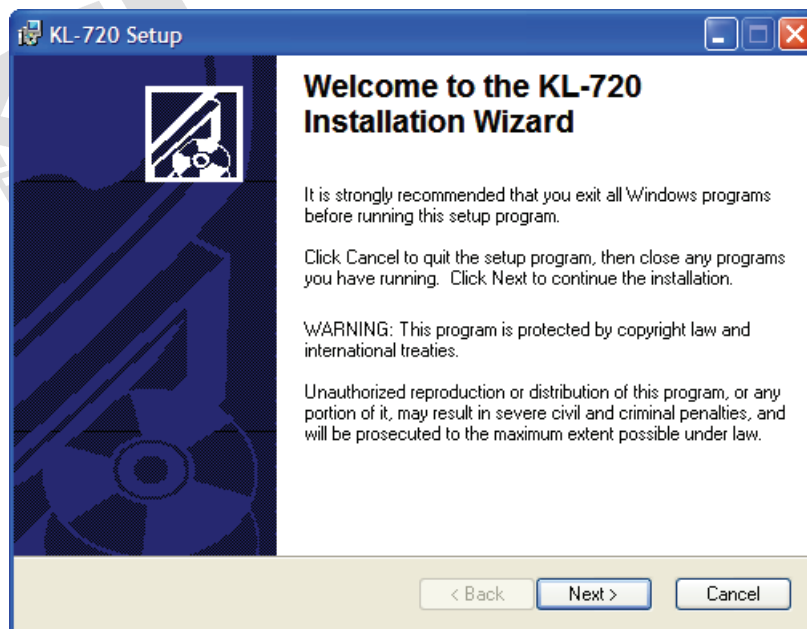 KL-720 Setup
Welcome to the KL-720
Installation Wizard
It is strongly recommended that you exit all Windows programs
before running this setup program.
Click Cancel to quit the setup program, then close any programs
you have running.  Click Next to continue the installation.
WARNING: This program is protected by copyright law and
international treaties.
Unauthorized reproduction or distribution of this program, or any
portion of it, may result in severe civil and criminal penalties, and
will be prosecuted to the maximum extent possible under law.
< Back
Next >
Cancel